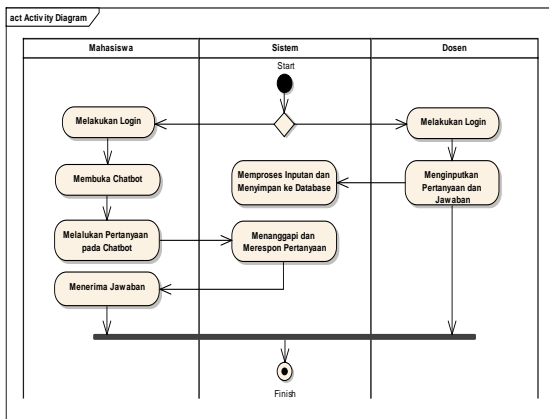 act Activity Diagram
Mahasiswa
Sistem
Dosen
Start
Melakukan Login
Melakukan Login
Membuka Chatbot
Memproses Inputan dan
Menyimpan ke Database
Menginputkan
Pertanyaan dan
Jawaban
Melalukan Pertanyaan
pada Chatbot
Menanggapi dan
Merespon Pertanyaan
Menerima Jawaban
Finish